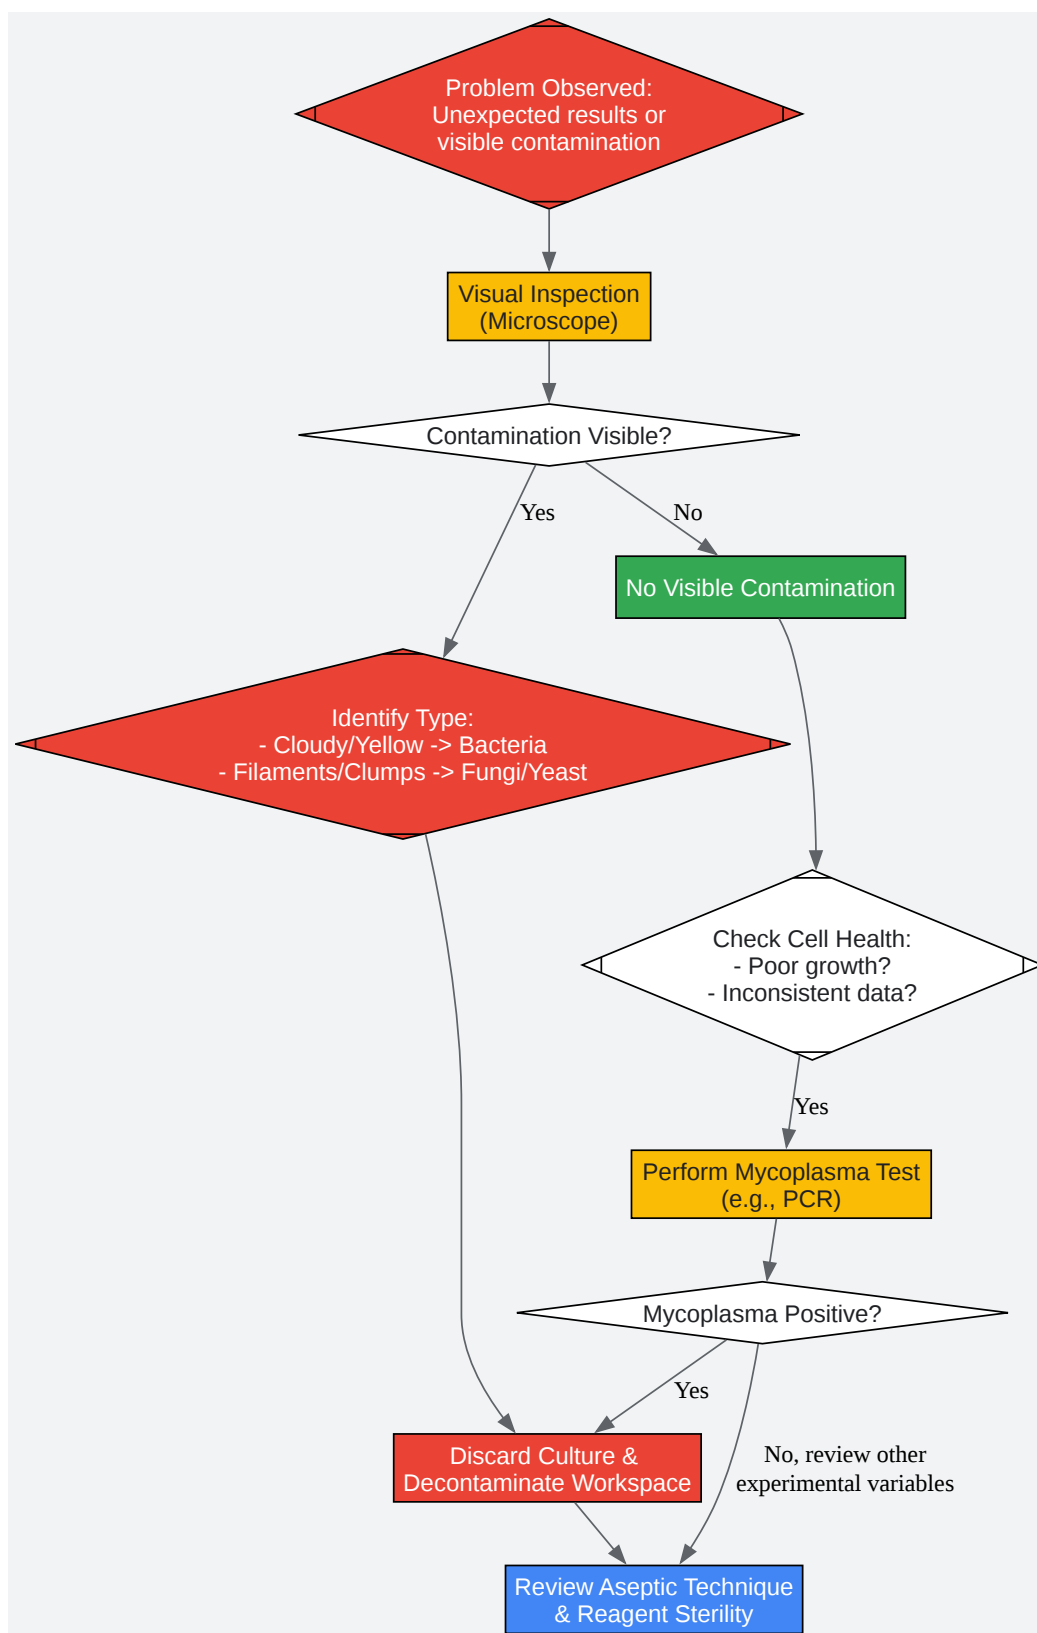 Problem Observed:
Unexpected results or
visible contamination
Visual Inspection
(Microscope)
Contamination Visible?
Yes
No
No Visible Contamination
Identify Type:
- Cloudy/Yellow -> Bacteria
- Filaments/Clumps -> Fungi/Yeast
Check Cell Health:
- Poor growth?
- Inconsistent data?
Yes
Perform Mycoplasma Test
(e.g., PCR)
Mycoplasma Positive?
Yes
No, review other
experimental variables
Discard Culture &
Decontaminate Workspace
Review Aseptic Technique
& Reagent Sterility